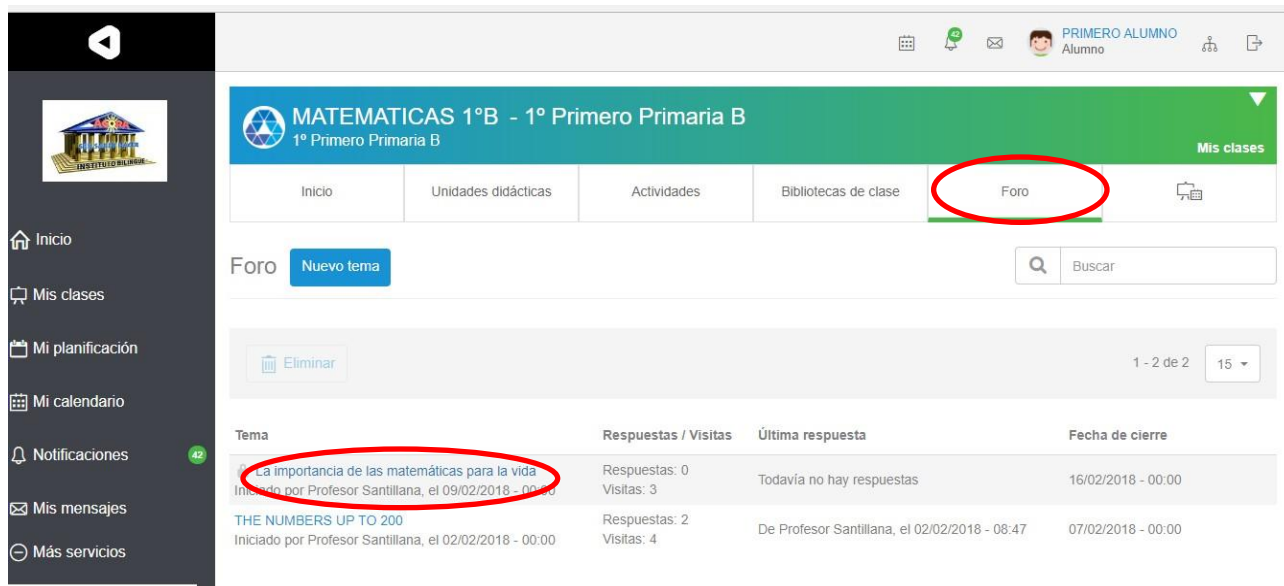 42
PRIMERO ALUMNO
Alumno
AGORA
INSTITUTO BILINGUE
MATEMATICAS 1ºB - 1º Primero Primaria B
1º Primero Primaria B
Mis clases
Inicio
Unidades didácticas
Actividades
Bibliotecas de clase
Foro
Inicio
Mis clases
Mi planificación
Mi calendario
Notificaciones 42
Mis mensajes
Más servicios
Foro
Nuevo tema
Buscar
Eliminar
1 - 2 de 2
15
Tema
Respuestas / Visitas
Última respuesta
Fecha de cierre
La importancia de las matemáticas para la vida
Iniciado por Profesor Santillana, el 09/02/2018 - 00:00
Respuestas: 0
Visitas: 3
Todavía no hay respuestas
16/02/2018 - 00:00
THE NUMBERS UP TO 200
Iniciado por Profesor Santillana, el 02/02/2018 - 00:00
Respuestas: 2
Visitas: 4
De Profesor Santillana, el 02/02/2018 - 08:47
07/02/2018 - 00:00